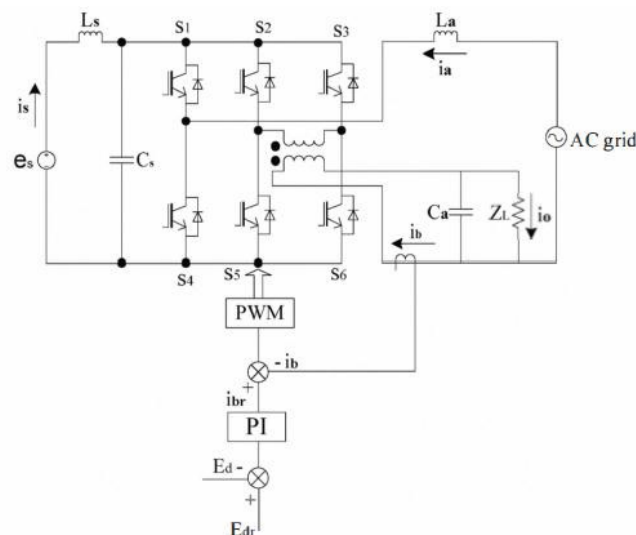 Ls
S1
S2
S3
La
ia
is
es
Cs
AC grid
Ca
ZL
io
ib
S4
S5
S6
PWM
- ib
+
ibr
PI
Ed -
+
Edr